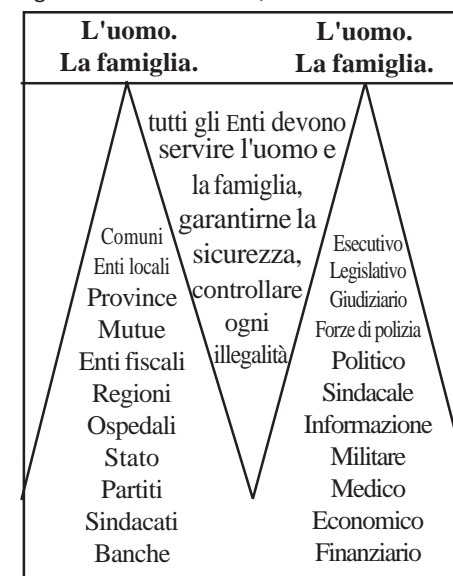 L'uomo.
La famiglia.
L'uomo.
La famiglia.
tutti gli Enti devono
servire l'uomo e
la famiglia,
garantirne la
sicurezza,
controllare
ogni
illegalità
Comuni
Enti locali
Province
Mutue
Enti fiscali
Regioni
Ospedali
Stato
Partiti
Sindacati
Banche
Esecutivo
Legislativo
Giudiziario
Forze di polizia
Politico
Sindacale
Informazione
Militare
Medico
Economico
Finanziario